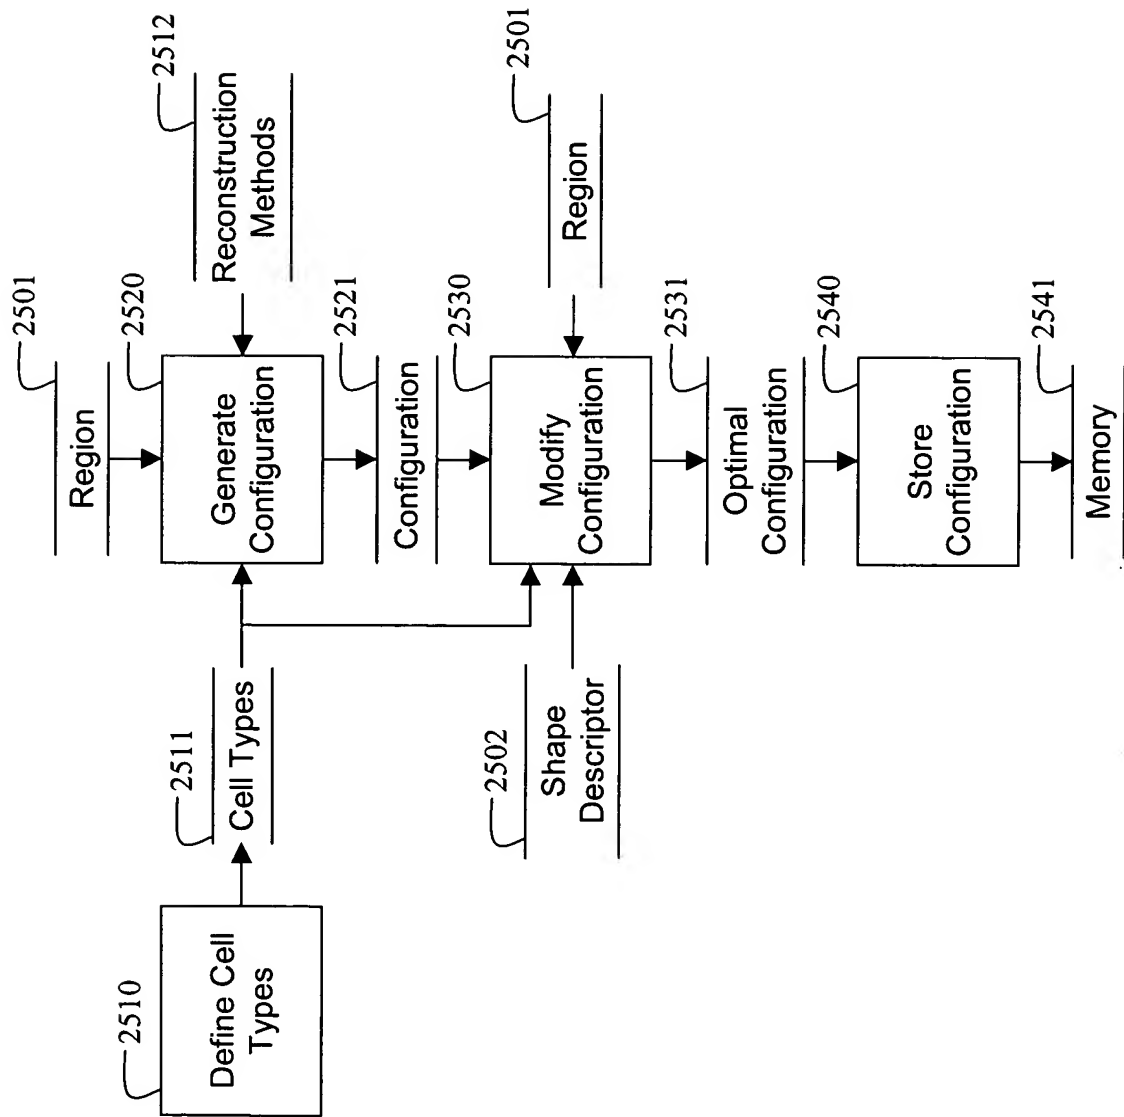 2501
Region
2520
2512
2510
Define Cell
Types
2511
Cell Types
Generate
Configuration
Reconstruction
Methods
2521
Configuration
2530
2501
2502
Shape
Descriptor
Modify
Configuration
Region
2531
Optimal
Configuration
2540
Store
Configuration
2541
Memory